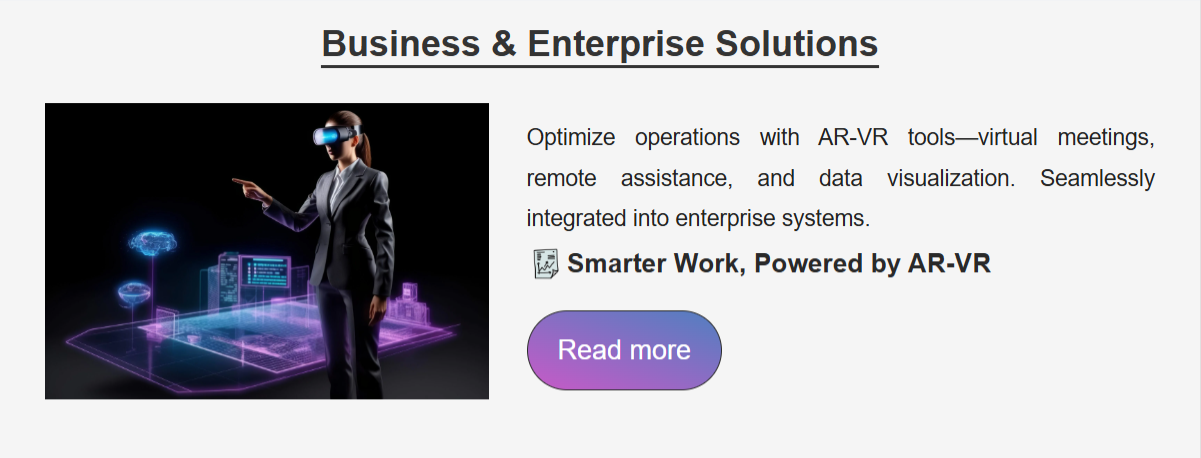 Business & Enterprise Solutions
Optimize operations with AR-VR tools—virtual meetings,
remote assistance, and data visualization. Seamlessly
integrated into enterprise systems.
Smarter Work, Powered by AR-VR
Read more